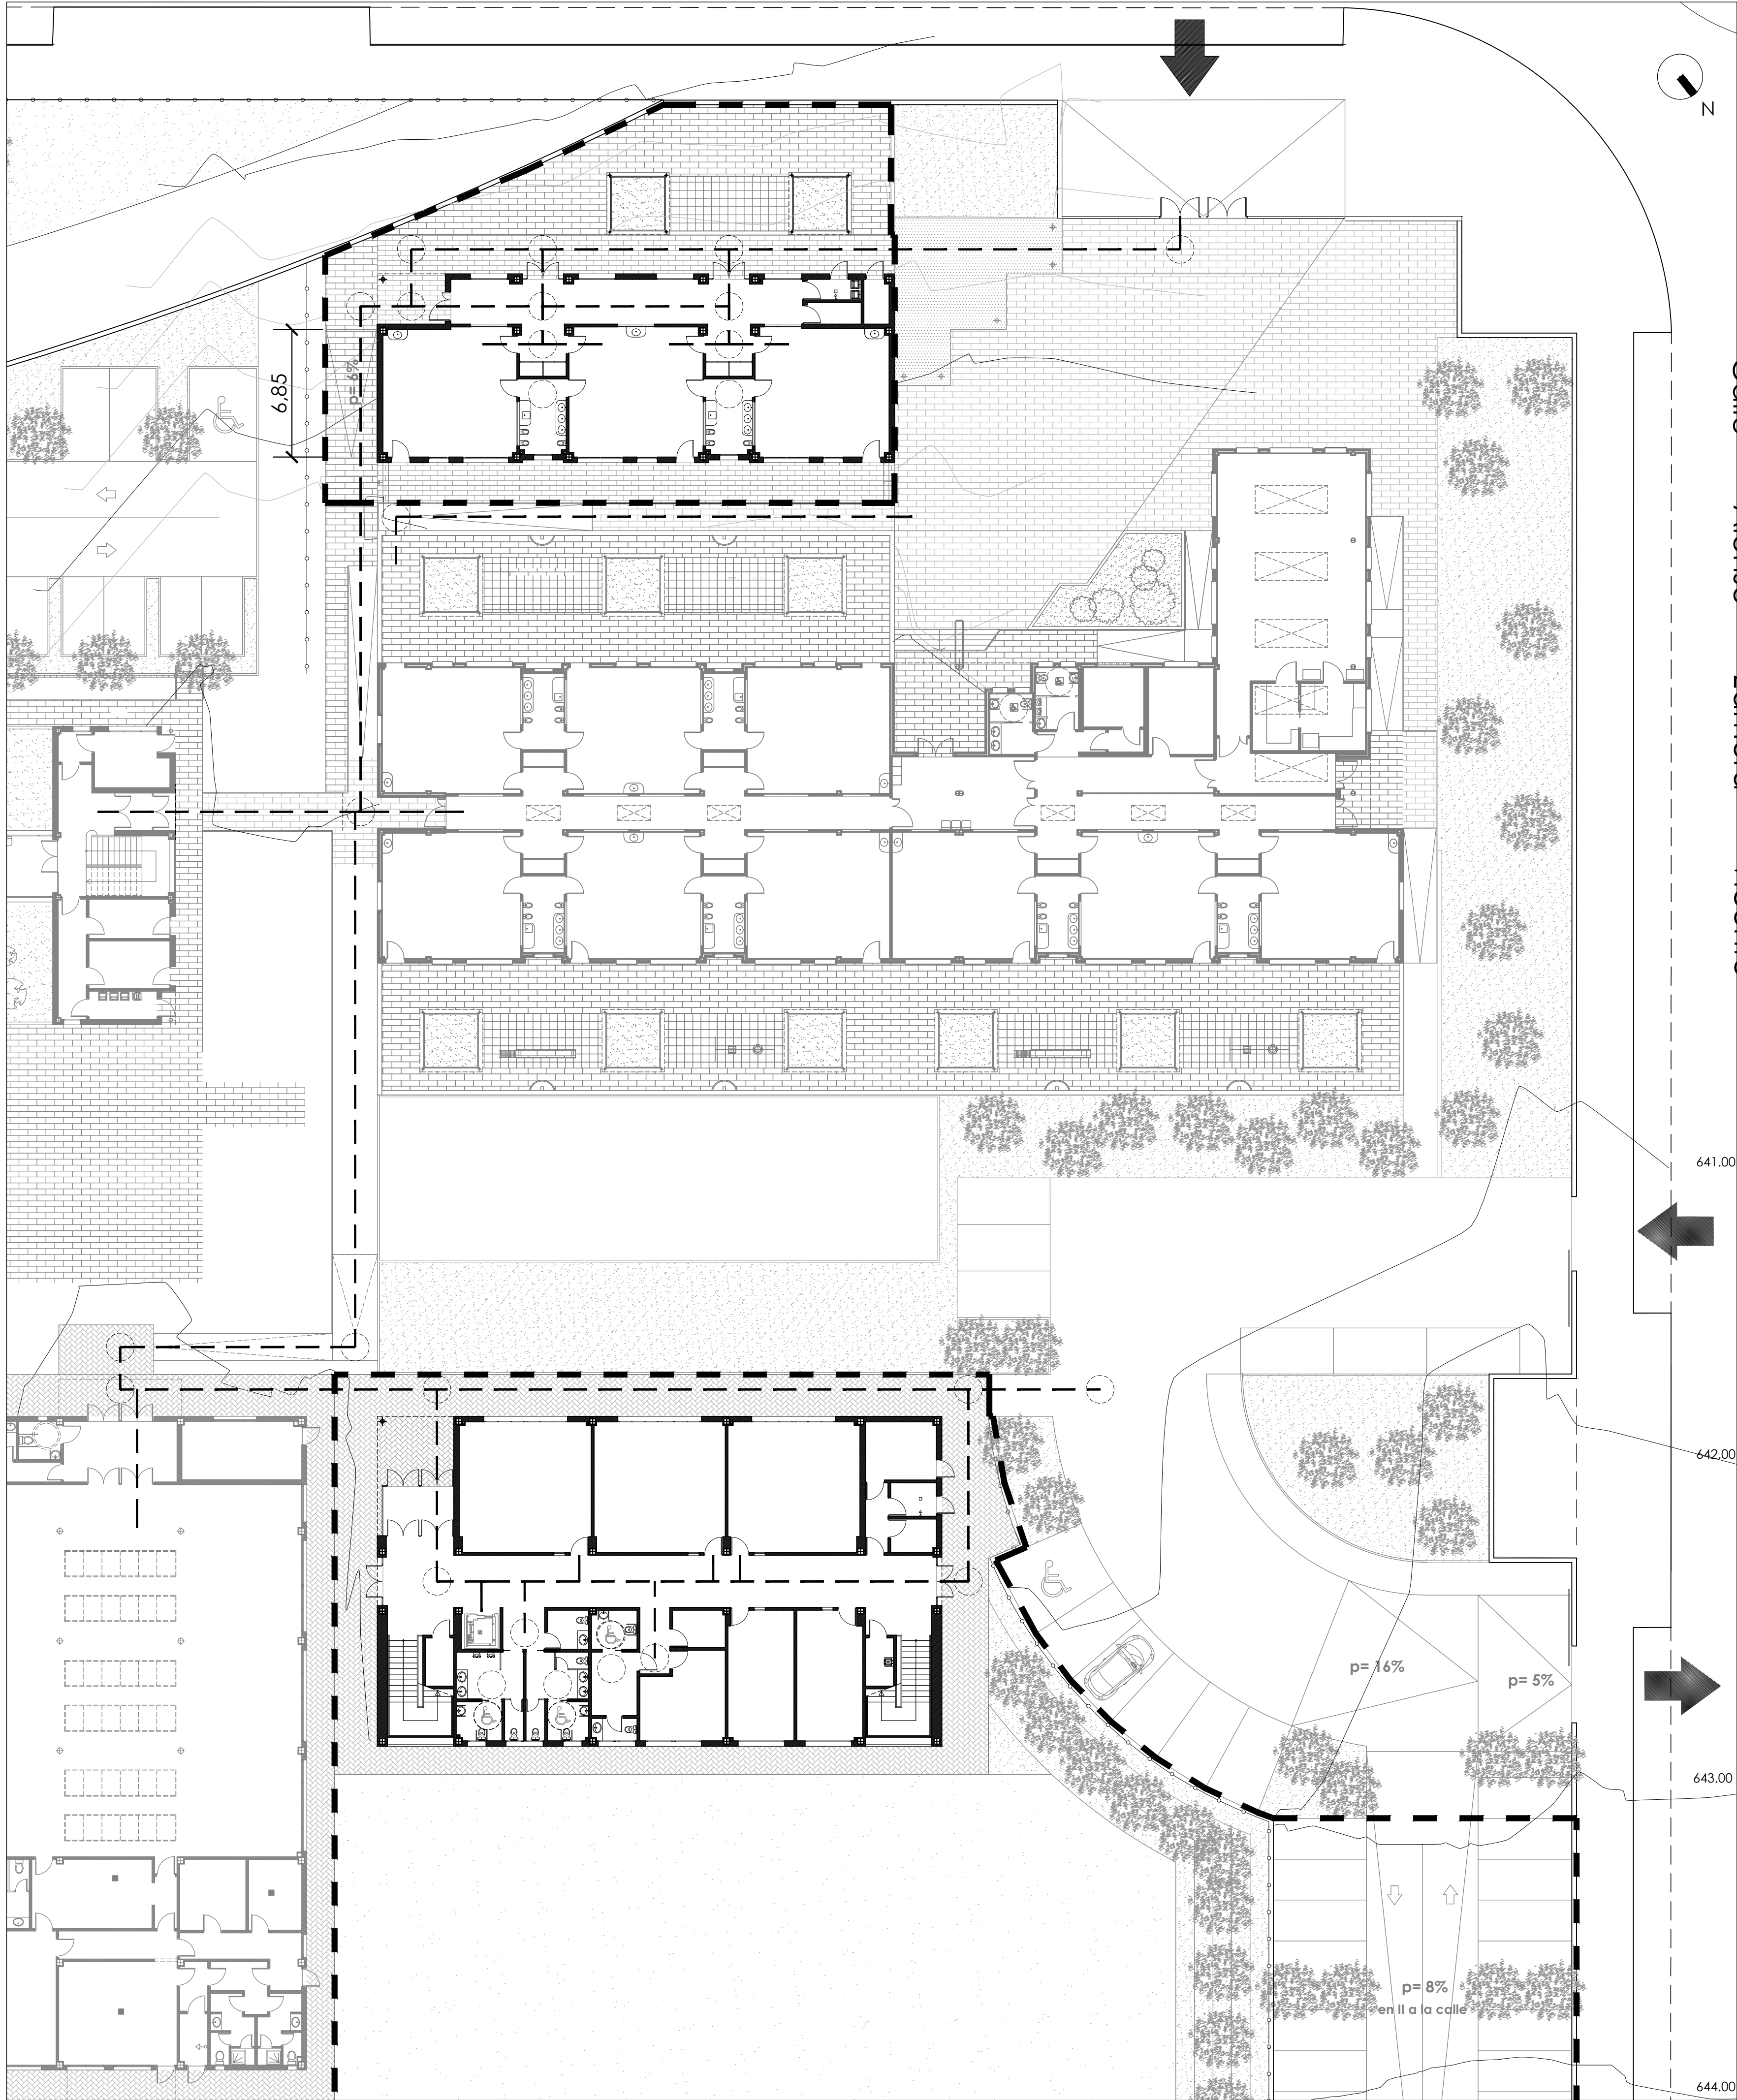 N
6,85
p= 6%
641.00
642.00
p= 16%
p= 5%
643.00
p= 8%
en II a la calle
644.00